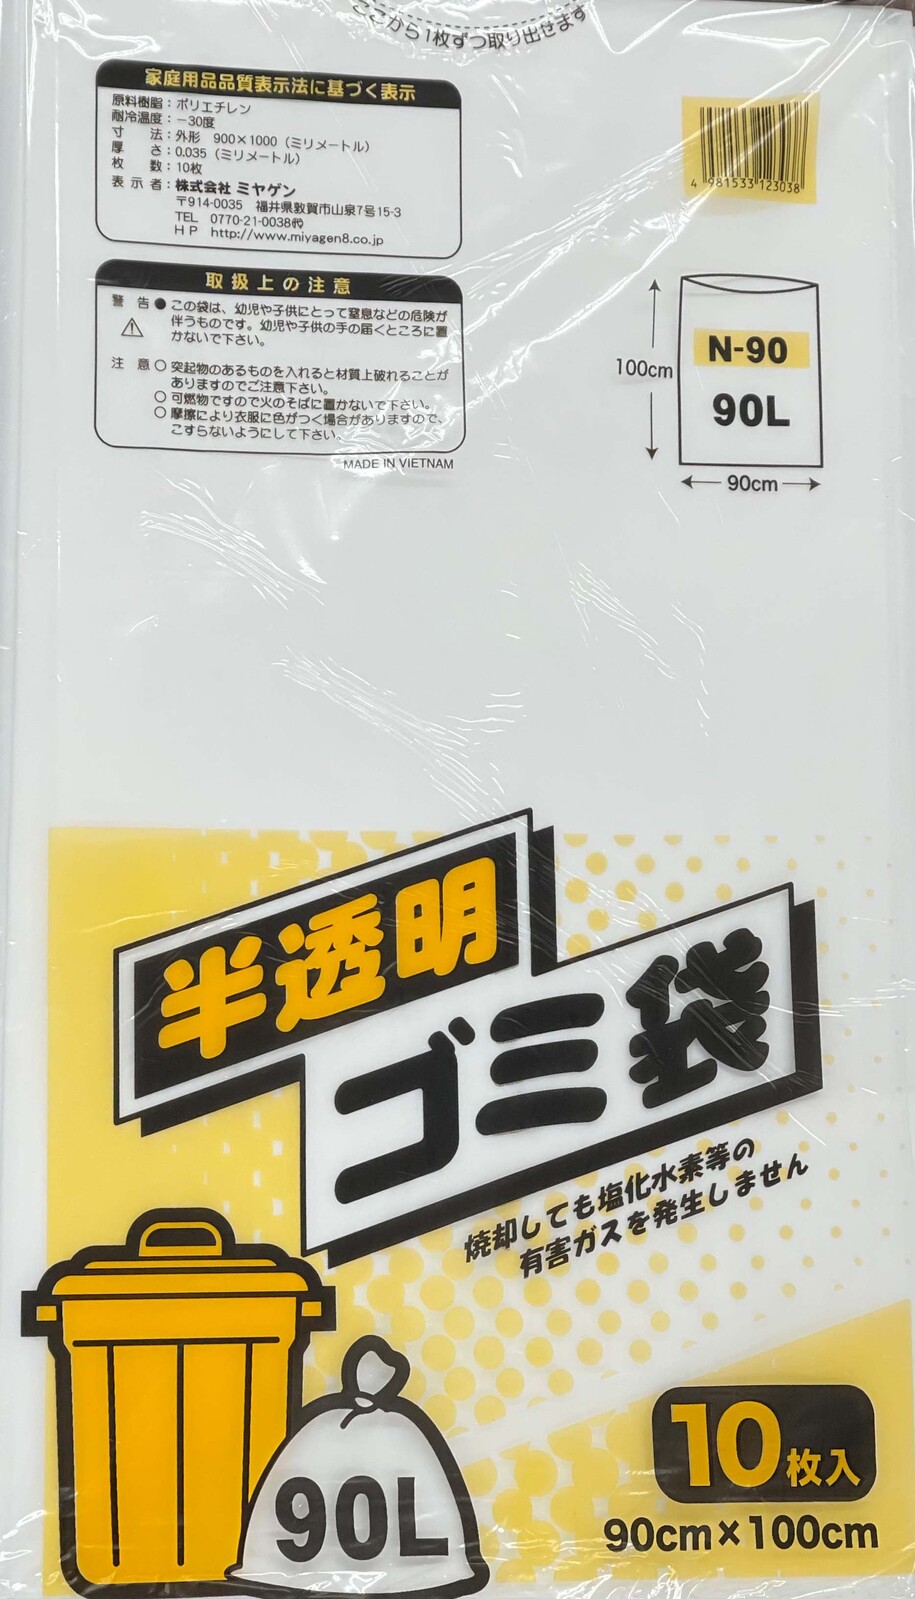 ここから1枚ずつ取り出せます
家庭用品品質表示法に基づく表示
原料樹脂：ポリエチレン
耐冷温度：－30度
寸　法：外形　900×1000（ミリメートル）
厚　さ：0.035（ミリメートル）
枚　数：10枚
表示者：株式会社 ミヤゲン
〒914-0035　福井県敦賀市山泉7号15-3
TEL　0770-21-0038㈹
HP　http://www.miyagen8.co.jp
4 981533 123038
取扱上の注意
警告●この袋は、幼児や子供にとって窒息などの危険が
伴うものです。幼児や子供の手の届くところに置
かないで下さい。
注意○突起物のあるものを入れると材質上破れることが
ありますのでご注意下さい。
○可燃物ですので火のそばに置かないで下さい。
○摩擦により衣服に色がつく場合がありますので、
こすらないようにして下さい。
MADE IN VIETNAM
N-90
100cm
90L
90cm
半透明
ゴミ袋
焼却しても塩化水素等の
有害ガスを発生しません
10枚入
90L
90cm×100cm